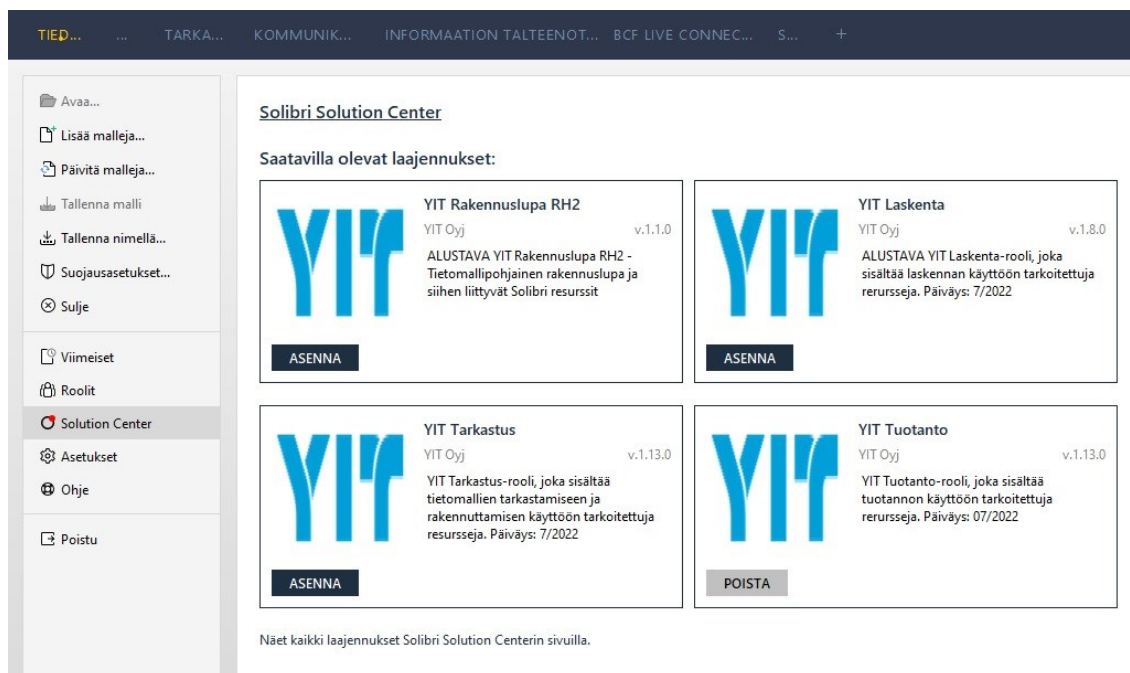 TIED... ... TARKA... KOMMUNIK... INFORMAATION TALTEENOT... BCF LIVE CONNEC... S... +
Avaa...
Lisää malleja...
Päivitä malleja...
Tallenna malli
Tallenna nimellä...
Suojausasetukset...
Sulje
Viimeiset
Roolit
Solution Center
Asetukset
Ohje
Poistu
Solibri Solution Center
Saatavilla olevat laajennukset:
YIT
YIT Rakennuslupa RH2
YIT Oyj v.1.1.0
ALUSTAVA YIT Rakennuslupa RH2 -
Tietomallipohjainen rakennuslupa ja
siihen liittyvät Solibri resurssit
ASENNA
YIT
YIT Laskenta
YIT Oyj v.1.8.0
ALUSTAVA YIT Laskenta-rooli, joka
sisältää laskennan käyttöön tarkoitettuja
rerursseja. Päiväys: 7/2022
ASENNA
YIT
YIT Tarkastus
YIT Oyj v.1.13.0
YIT Tarkastus-rooli, joka sisältää
tietomallien tarkastamiseen ja
rakennuttamisen käyttöön tarkoitettuja
resursseja. Päiväys: 7/2022
ASENNA
YIT
YIT Tuotanto
YIT Oyj v.1.13.0
YIT Tuotanto-rooli, joka sisältää
tuotannon käyttöön tarkoitettuja
rerursseja. Päiväys: 07/2022
POISTA
Näet kaikki laajennukset Solibri Solution Centerin sivuilla.